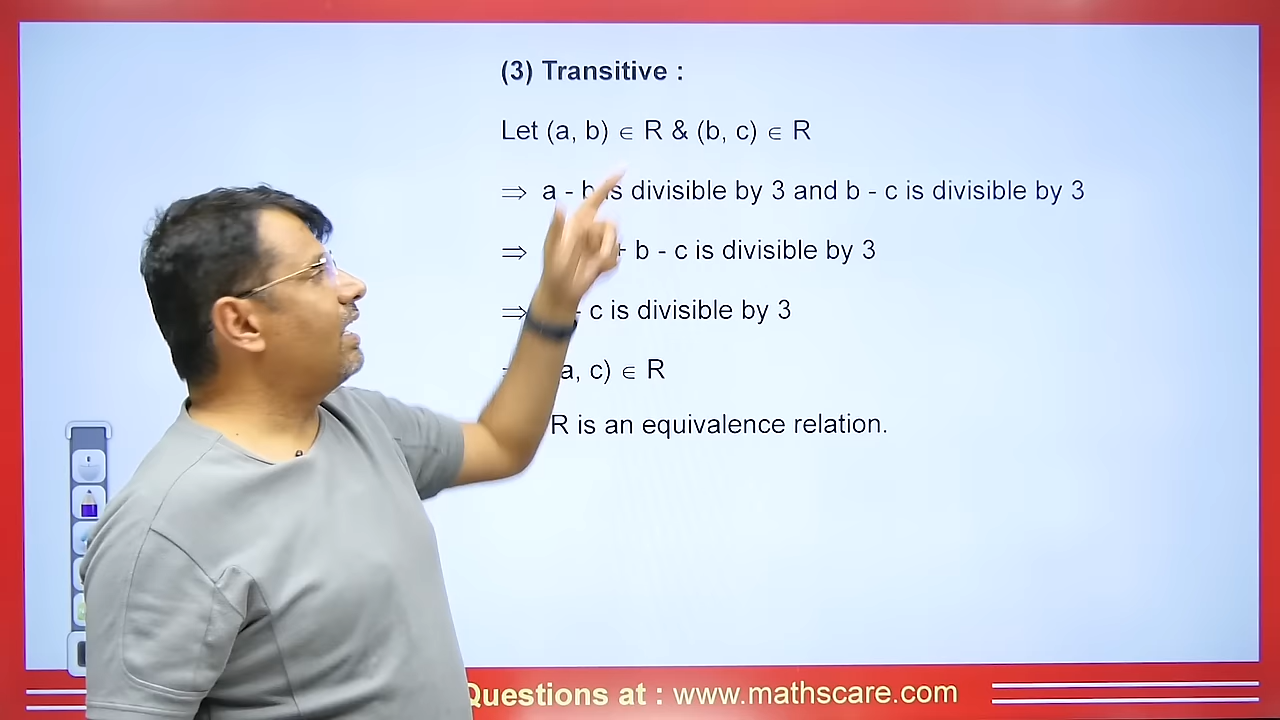 (3) Transitive :
Let (a, b) ∈ R & (b, c) ∈ R
⇒ a - b is divisible by 3 and b - c is divisible by 3
⇒ + b - c is divisible by 3
⇒ - c is divisible by 3
a, c) ∈ R
R is an equivalence relation.
Questions at : www.mathscare.com